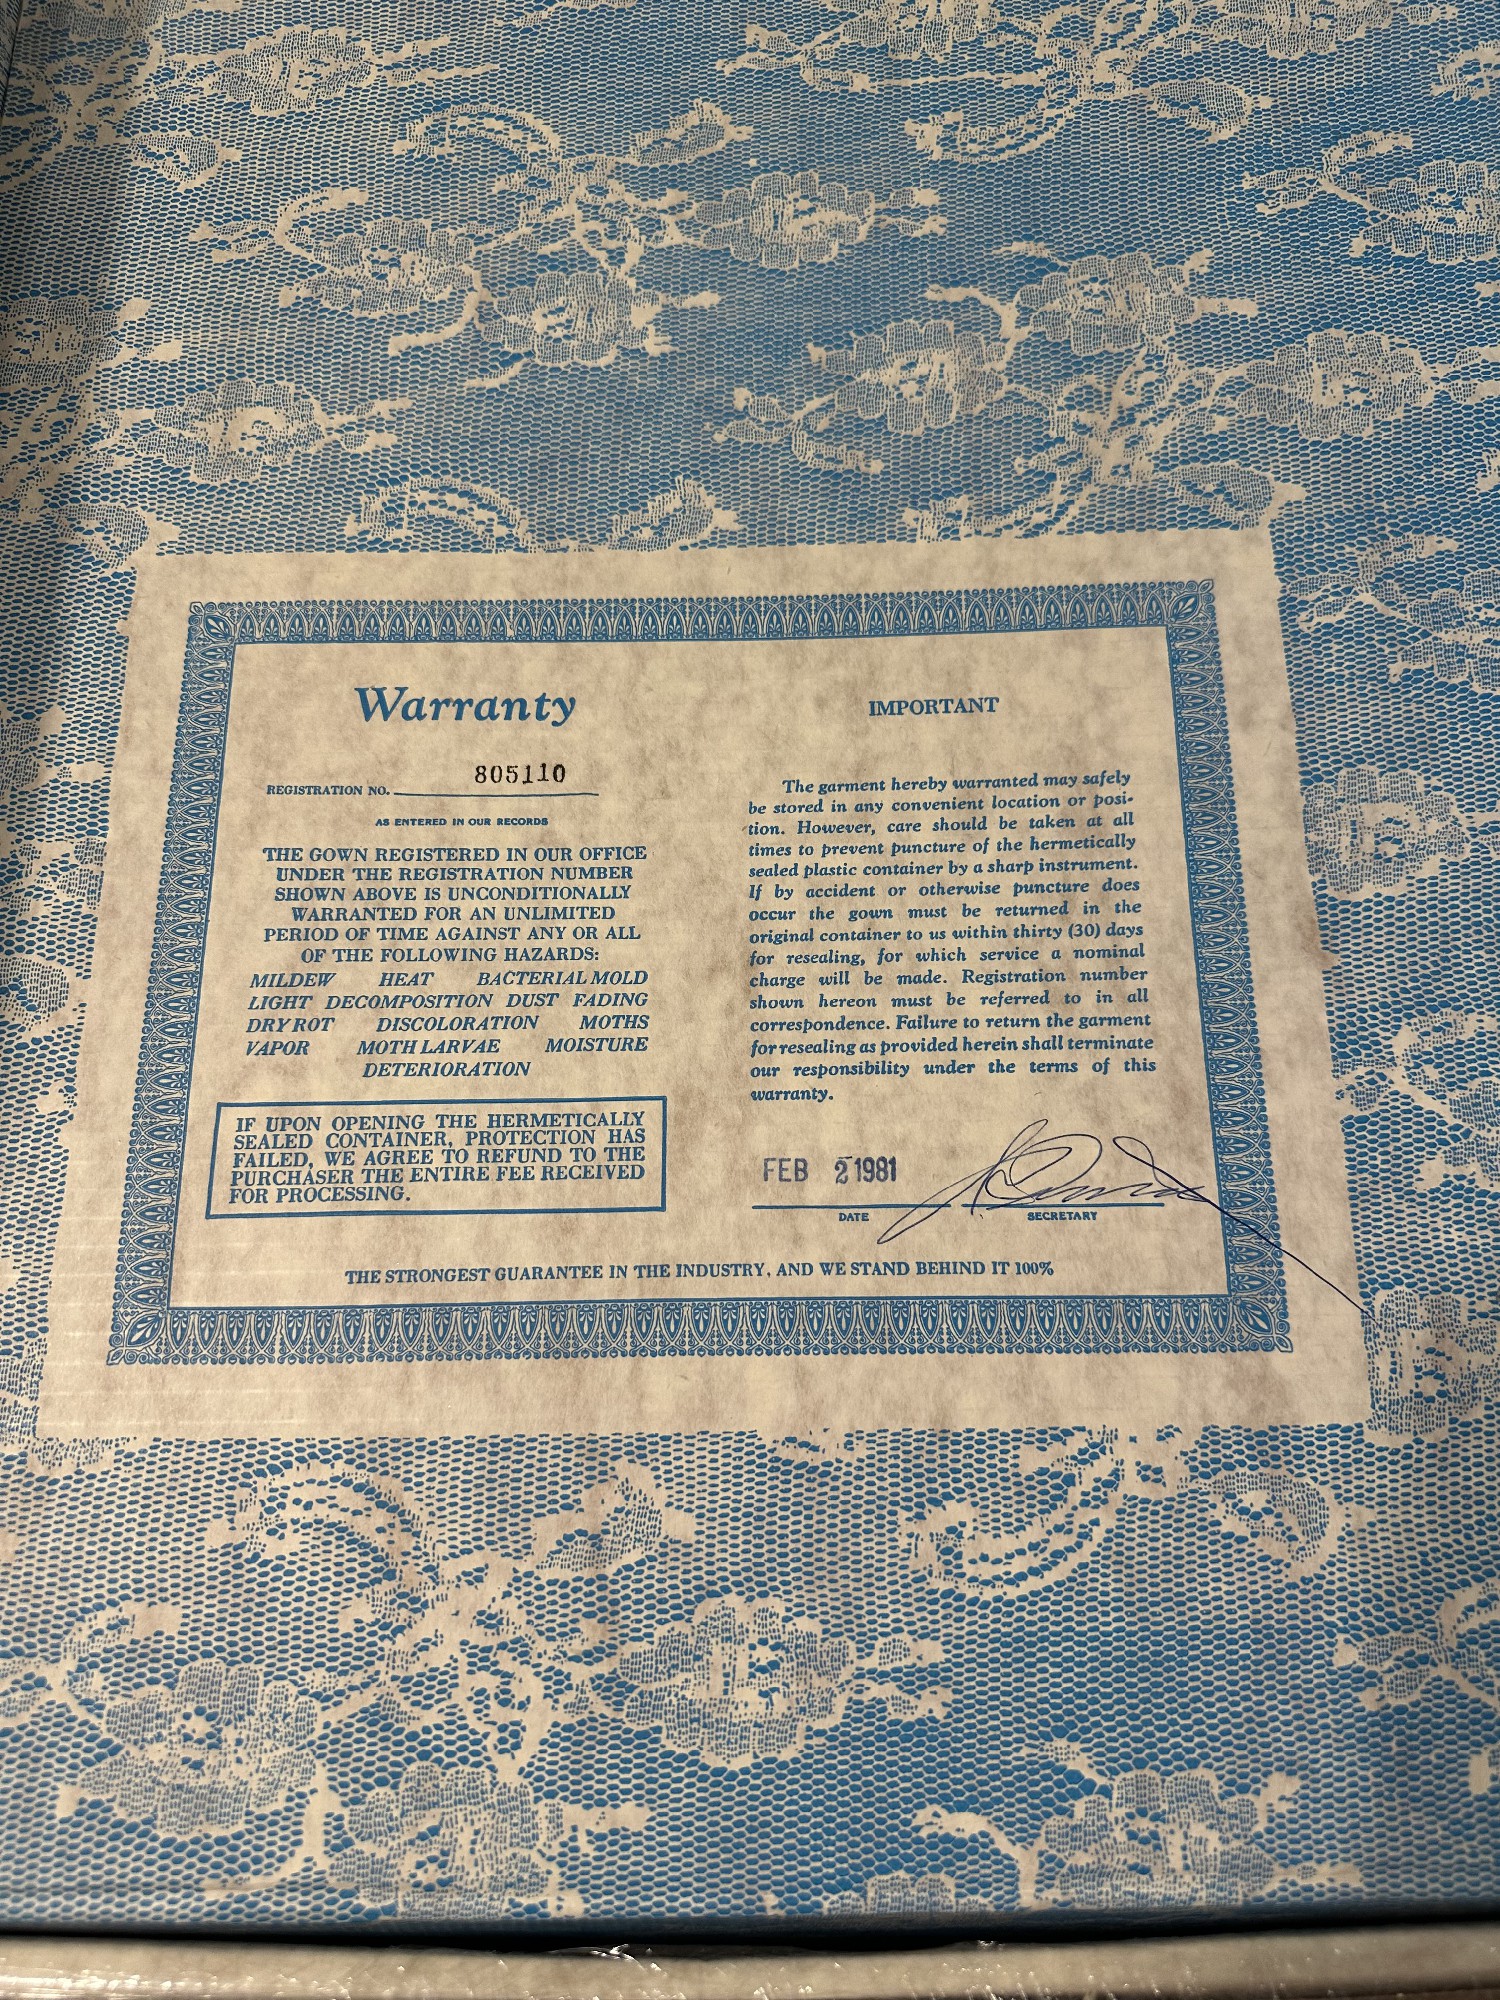 Warranty
REGISTRATION NO. 805110
AS ENTERED IN OUR RECORDS
THE GOWN REGISTERED IN OUR OFFICE
UNDER THE REGISTRATION NUMBER
SHOWN ABOVE IS UNCONDITIONALLY
WARRANTED FOR AN UNLIMITED
PERIOD OF TIME AGAINST ANY OR ALL
OF THE FOLLOWING HAZARDS:
MILDEW HEAT BACTERIAL MOLD
LIGHT DECOMPOSITION DUST FADING
DRYROT DISCOLORATION MOTHS
VAPOR MOTH LARVAE MOISTURE
DETERIORATION
IF UPON OPENING THE HERMETICALLY
SEALED CONTAINER, PROTECTION HAS
FAILED, WE AGREE TO REFUND TO THE
PURCHASER THE ENTIRE FEE RECEIVED
FOR PROCESSING.
IMPORTANT
The garment hereby warranted may safely
be stored in any convenient location or posi-
tion. However, care should be taken at all
times to prevent puncture of the hermetically
sealed plastic container by a sharp instrument.
If by accident or otherwise puncture does
occur the gown must be returned in the
original container to us within thirty (30) days
for resealing, for which service a nominal
charge will be made. Registration number
shown hereon must be referred to in all
correspondence. Failure to return the garment
for resealing as provided herein shall terminate
our responsibility under the terms of this
warranty.
FEB 2 1981
DATE SECRETARY
THE STRONGEST GUARANTEE IN THE INDUSTRY, AND WE STAND BEHIND IT 100%